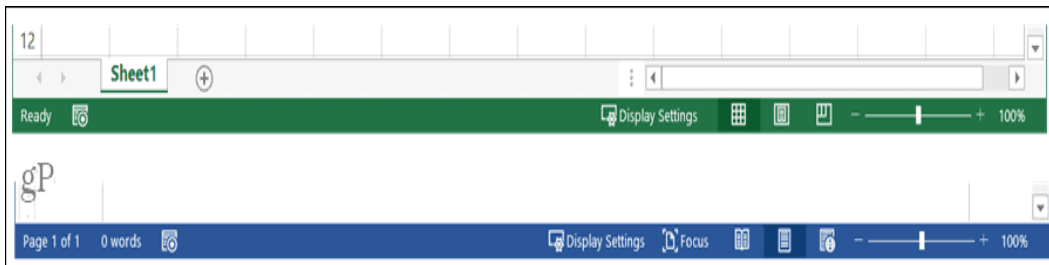 12
Sheet1
Ready Display Settings 100%
gP
Page 1 of 1 0 words Display Settings Focus 100%